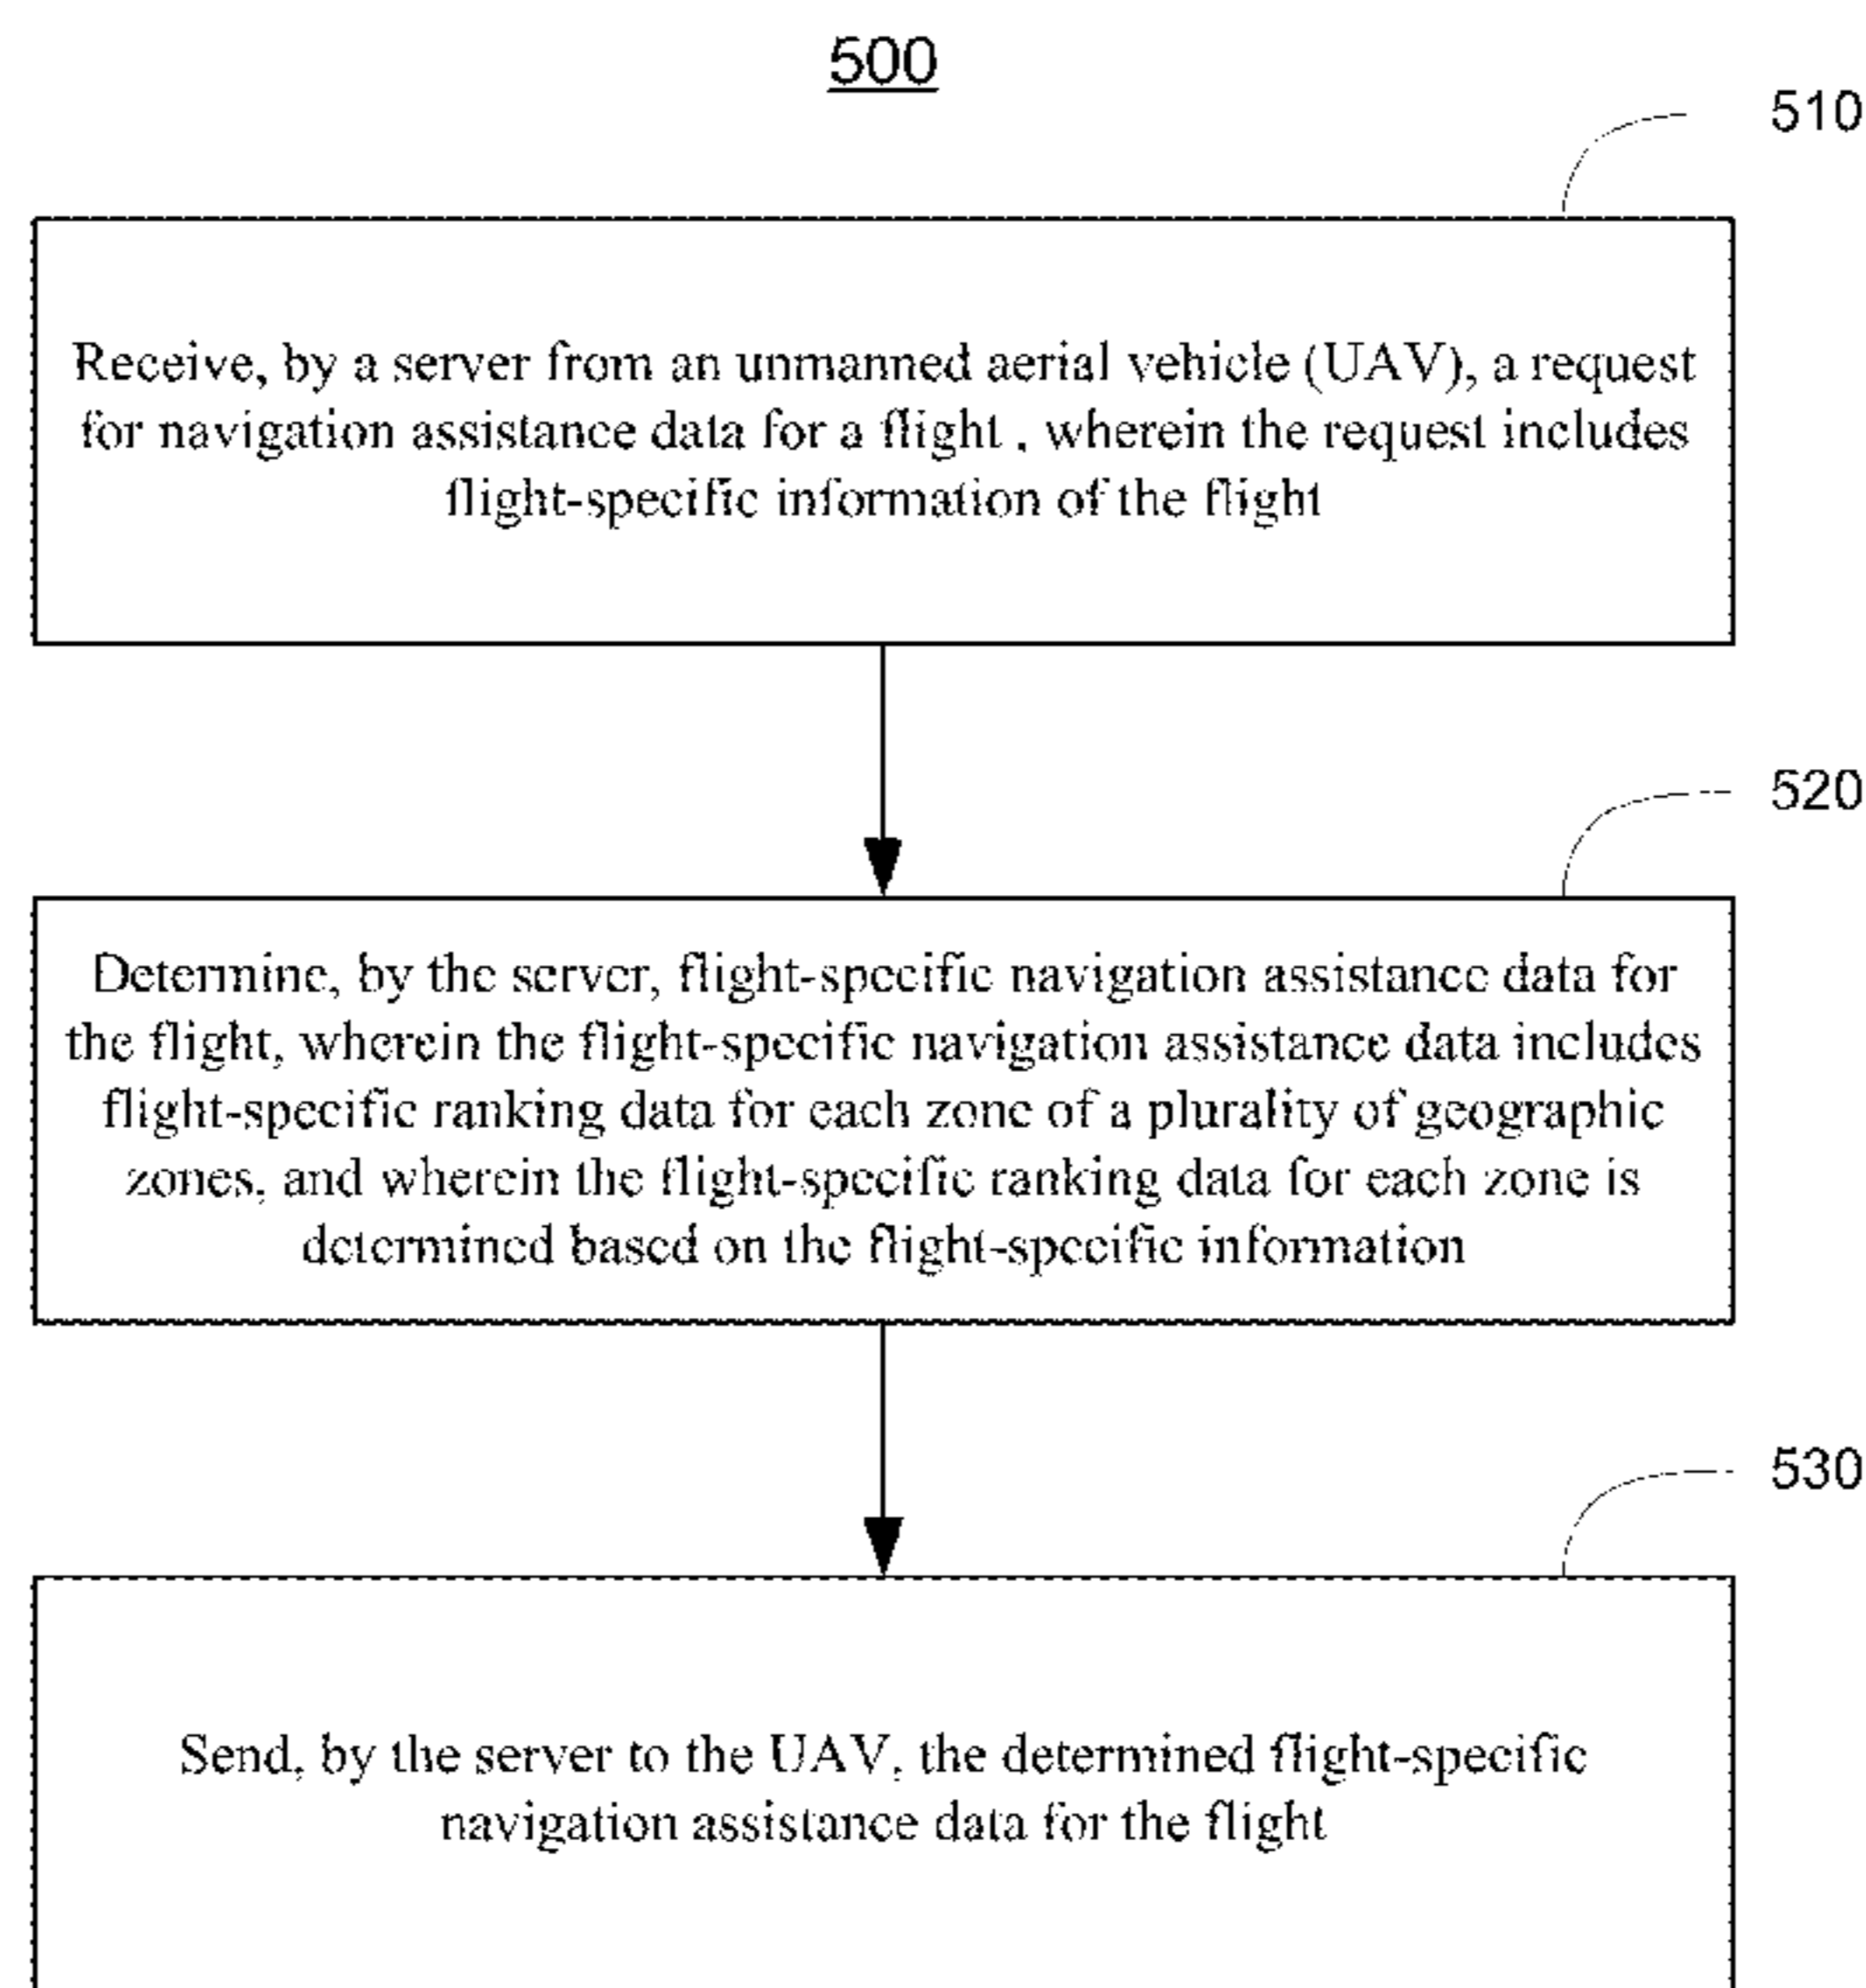 500
510
Receive, by a server from an unmanned aerial vehicle (UAV), a request
for navigation assistance data for a flight , wherein the request includes
flight-specific information of the flight
520
Determine, by the server, flight-specific navigation assistance data for
the flight, wherein the flight-specific navigation assistance data includes
flight-specific ranking data for each zone of a plurality of geographic
zones, and wherein the flight-specific ranking data for each zone is
determined based on the flight-specific information
530
Send, by the server to the UAV, the determined flight-specific
navigation assistance data for the flight